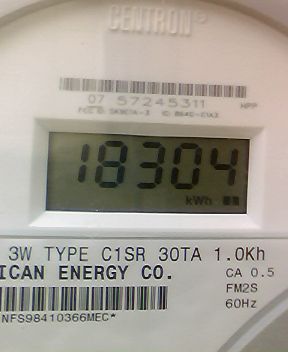 CENTRON®
07 57245311 HPP
18304
kWh
3W TYPE C1SR 30TA 1.0Kh
ICAN ENERGY CO. CA 0.5
FM2S
60Hz
NFS98410366MEC*